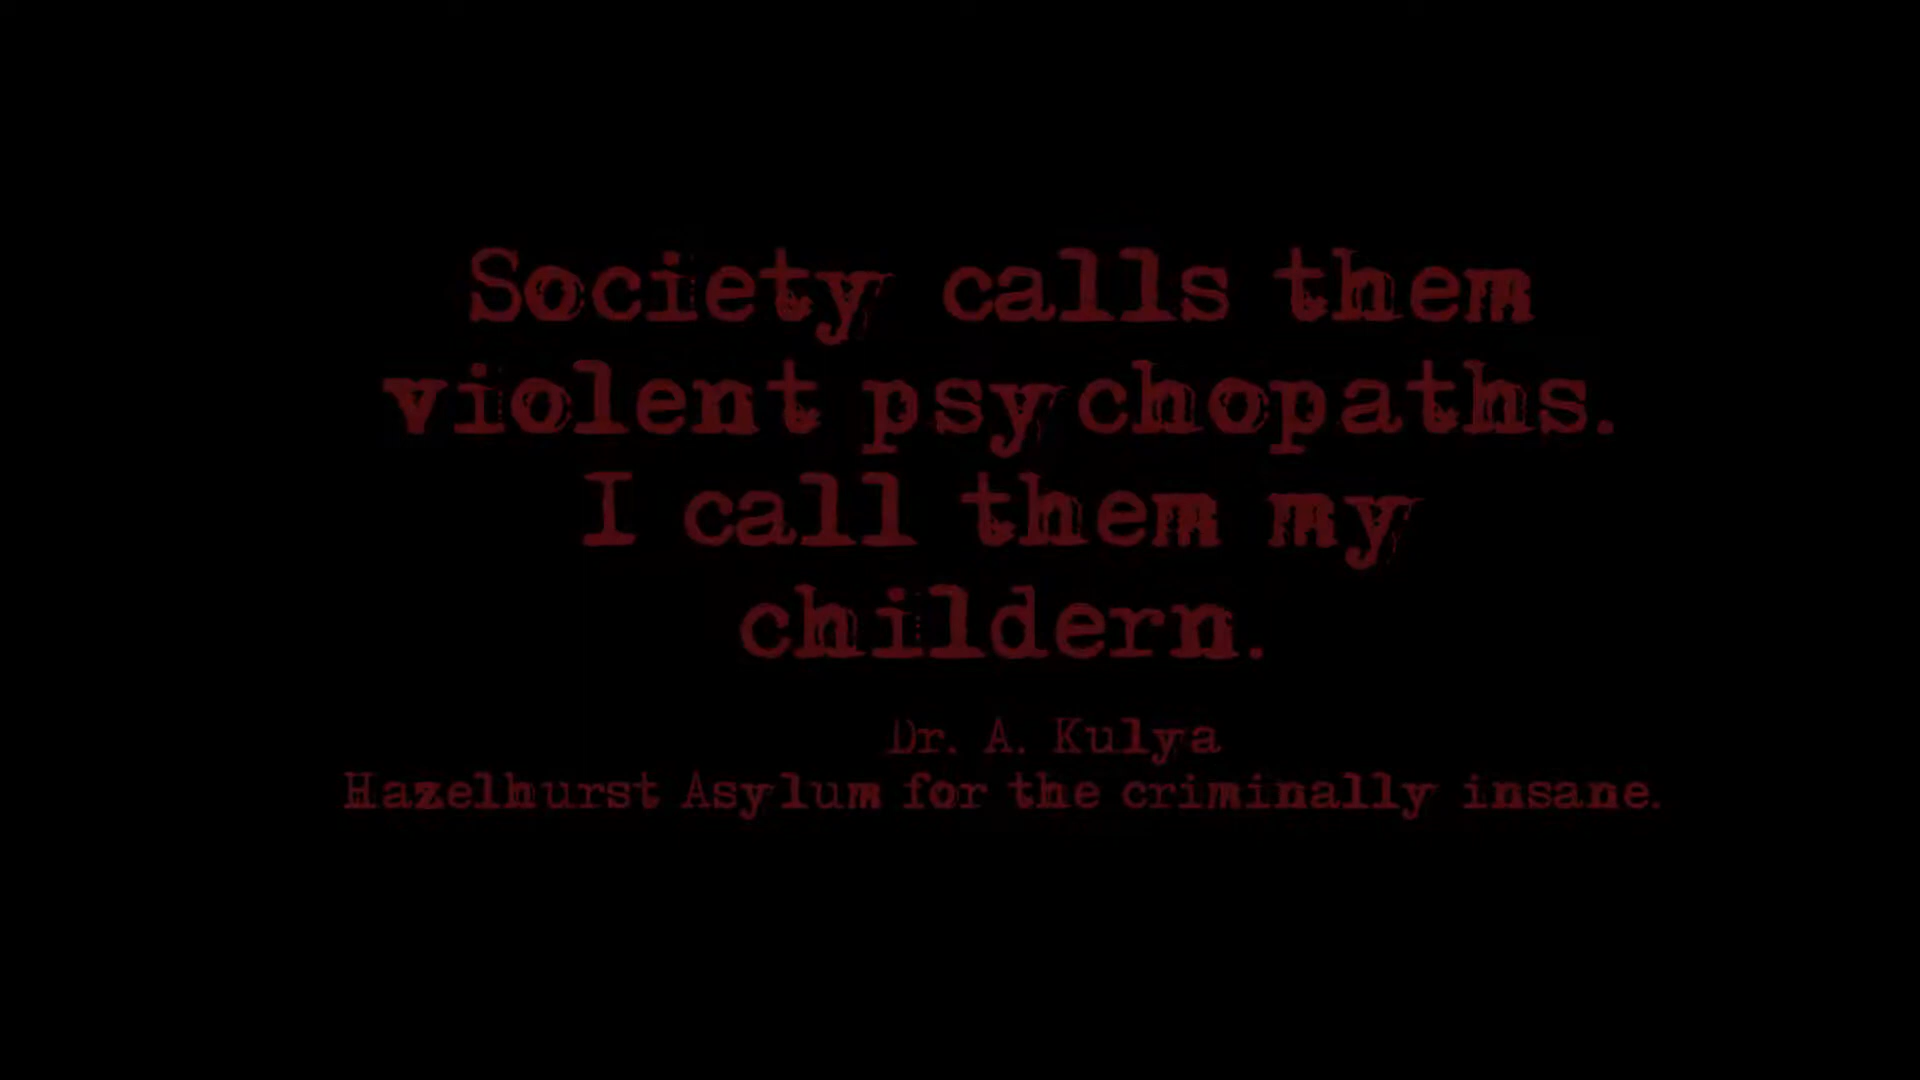 Society calls them
violent psychopaths.
I call them my
childern.
Dr. A. Kulya
Hazelhurst Asylum for the criminally insane.